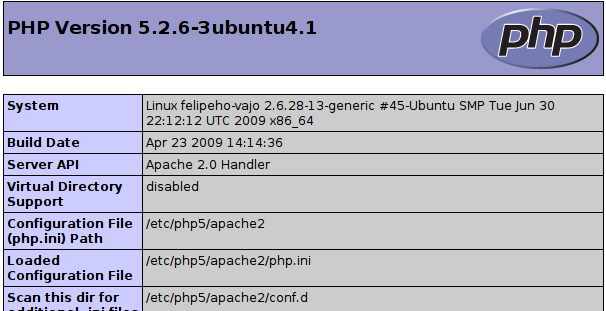 PHP Version 5.2.6-3ubuntu4.1
php
System Linux felipeho-vajo 2.6.28-13-generic #45-Ubuntu SMP Tue Jun 30
22:12:12 UTC 2009 x86_64
Build Date Apr 23 2009 14:14:36
Server API Apache 2.0 Handler
Virtual Directory disabled
Support
Configuration File /etc/php5/apache2
(php.ini) Path
Loaded /etc/php5/apache2/php.ini
Configuration File
Scan this dir for /etc/php5/apache2/conf.d
additional .ini files